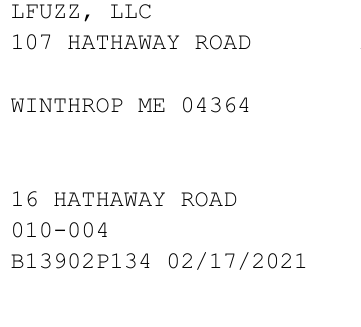 LFUZZ, LLC
107 HATHAWAY ROAD
WINTHROP ME 04364
16 HATHAWAY ROAD
010-004
B13902P134 02/17/2021